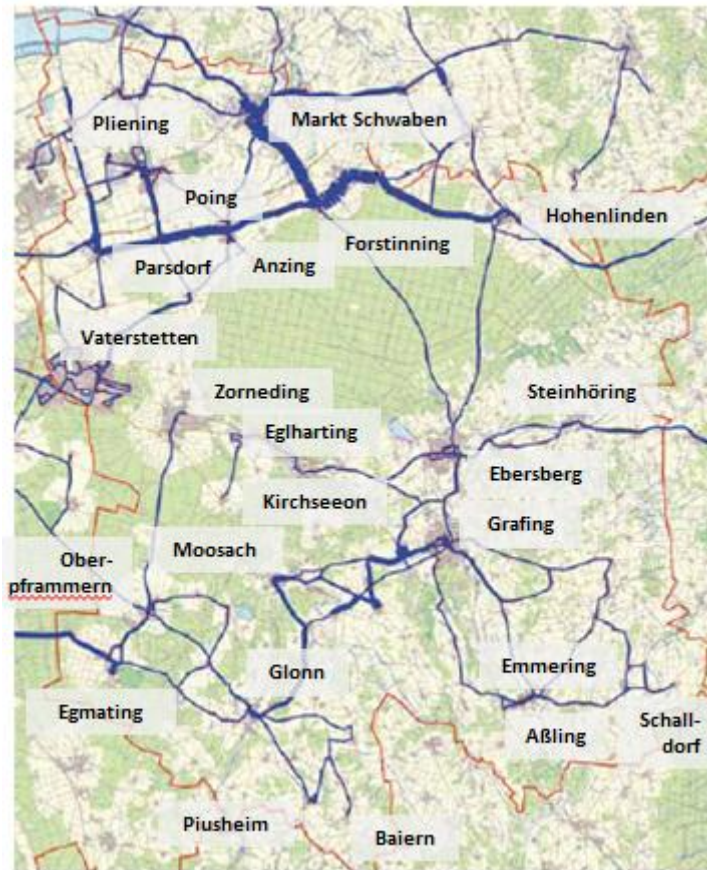 Pliening
Markt Schwaben
Poing
Hohenlinden
Forstinning
Parsdorf
Anzing
Vaterstetten
Zorneding
Steinhöring
Eglharting
Ebersberg
Kirchseeon
Grafing
Ober-
pframmern
Moosach
Glonn
Emmering
Egmating
Aßling
Schall-
dorf
Piusheim
Baiern